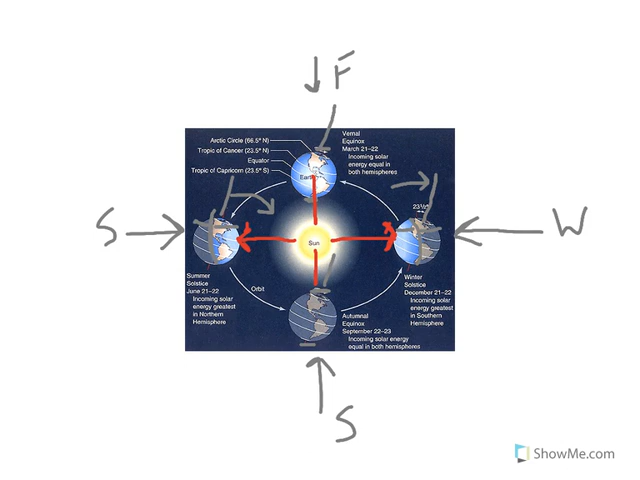 F
Vernal
Equinox
March 21–22
Incoming solar
energy equal in
both hemispheres
Arctic Circle (66.5° N)
Tropic of Cancer (23.5° N)
Equator
Tropic of Capricorn (23.5° S)
Earth
23½°
S
Sun
W
Summer
Solstice
June 21–22
Incoming solar
energy greatest
in Northern
Hemisphere
Orbit
Winter
Solstice
December 21–22
Incoming solar
energy greatest in
Southern
Hemisphere
Autumnal
Equinox
September 22–23
Incoming solar
energy equal in both hemispheres
S
ShowMe.com